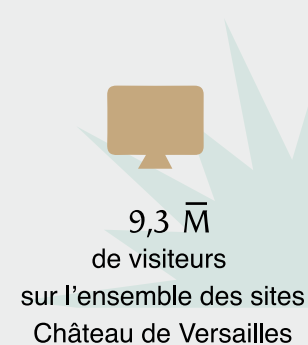 9,3 M̅
de visiteurs
sur l’ensemble des sites
Château de Versailles